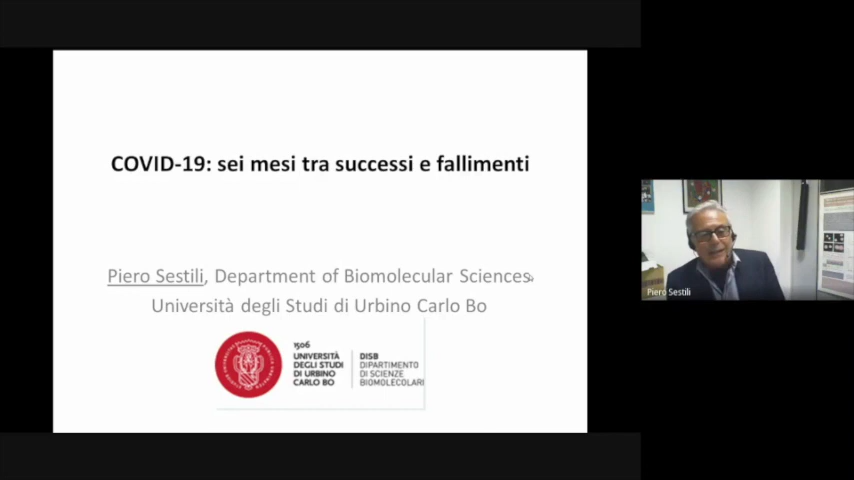 COVID-19: sei mesi tra successi e fallimenti
Piero Sestili, Department of Biomolecular Sciences
Università degli Studi di Urbino Carlo Bo
1506
UNIVERSITÀ
DEGLI STUDI
DI URBINO
CARLO BO
DISB
DIPARTIMENTO
DI SCIENZE
BIOMOLECOLARI
Piero Sestili